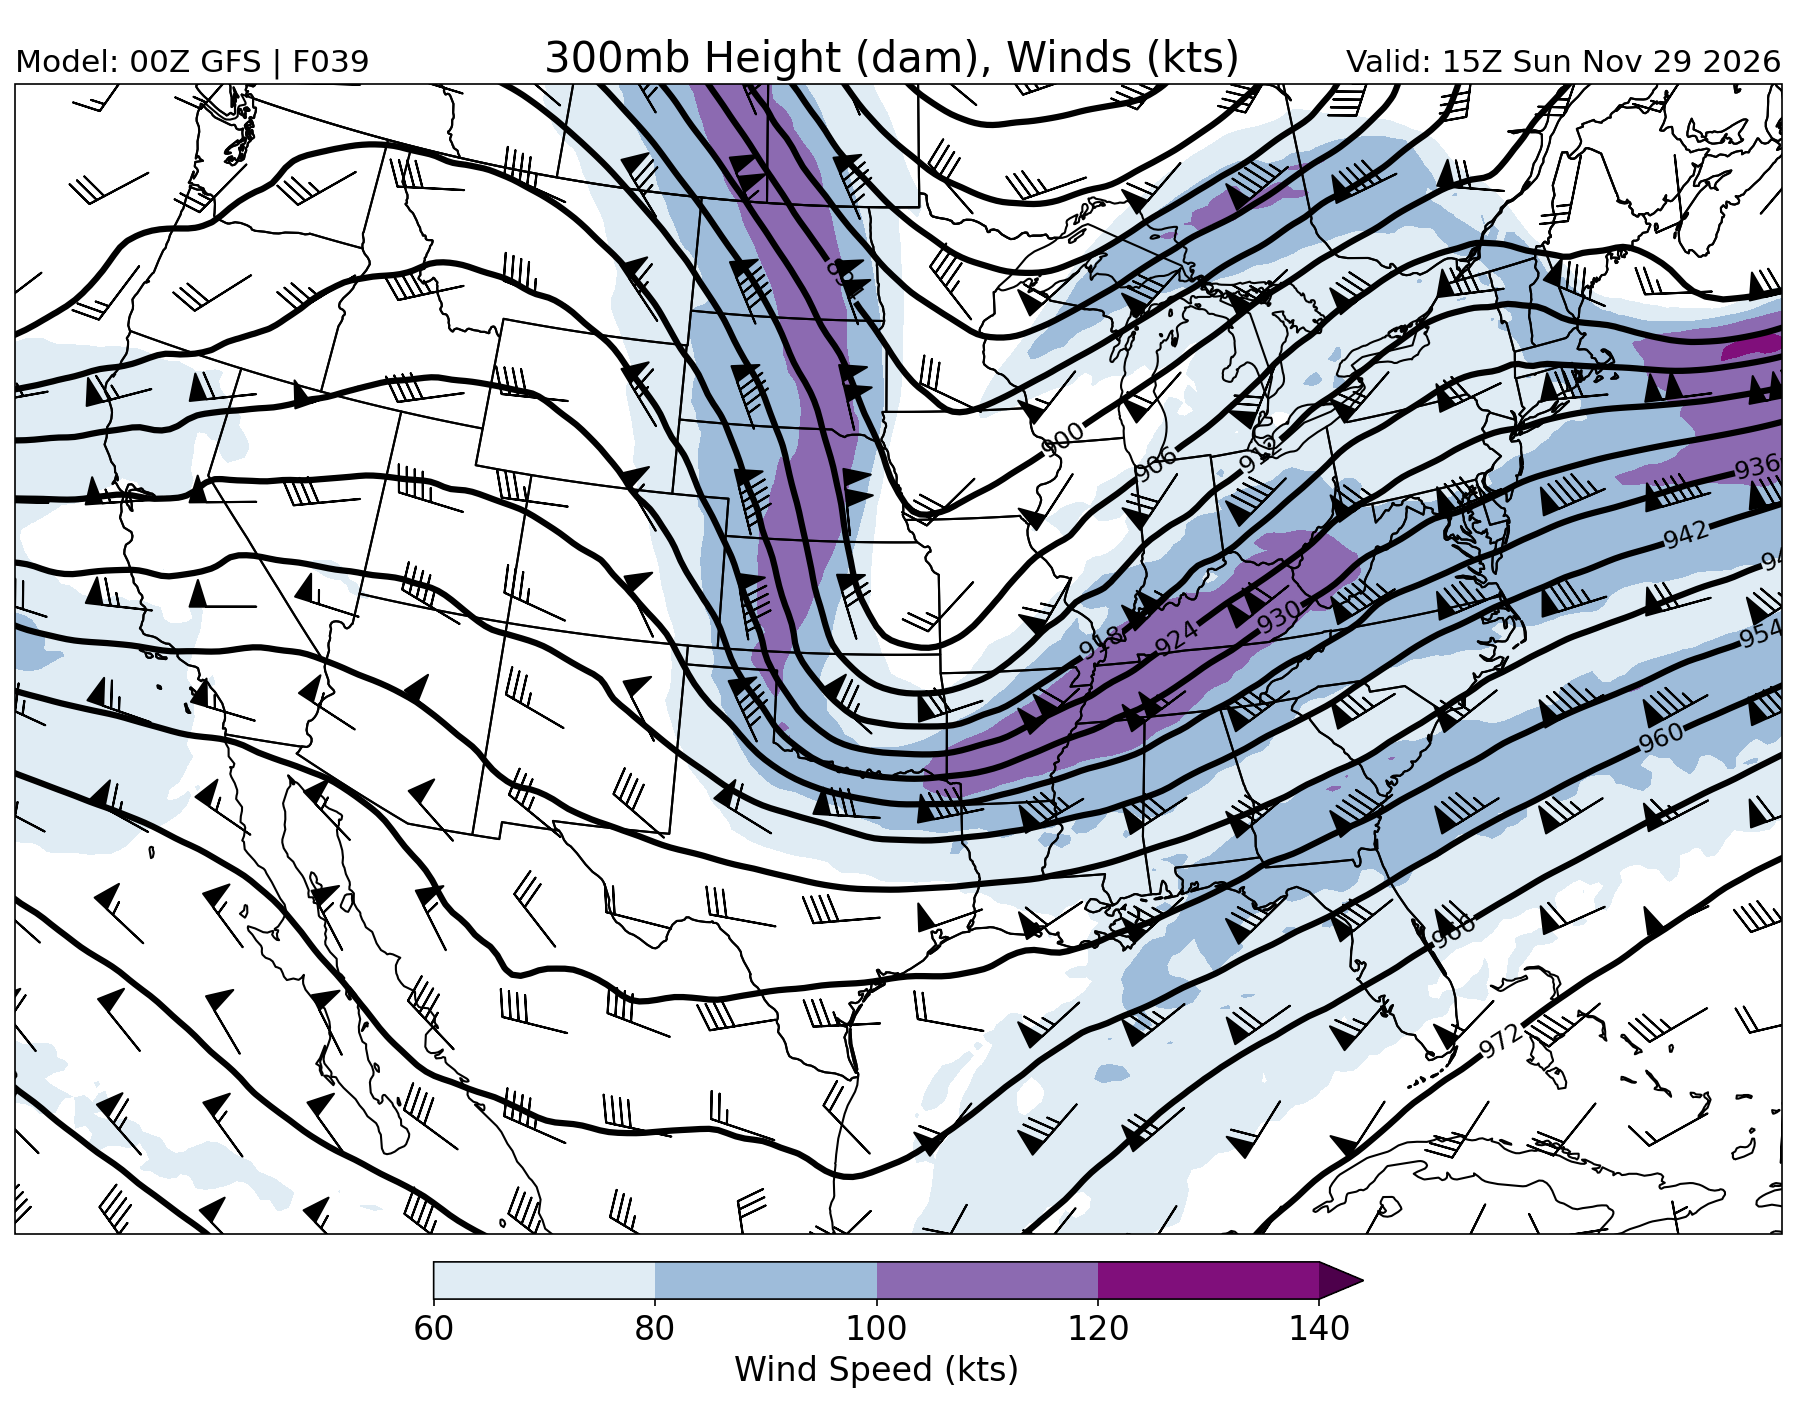 Model: 00Z GFS | F039
300mb Height (dam), Winds (kts)
Valid: 15Z Sun Nov 29 2026
900
906
912
936
942
918
924
930
954
960
966
972
60 80 100 120 140
Wind Speed (kts)